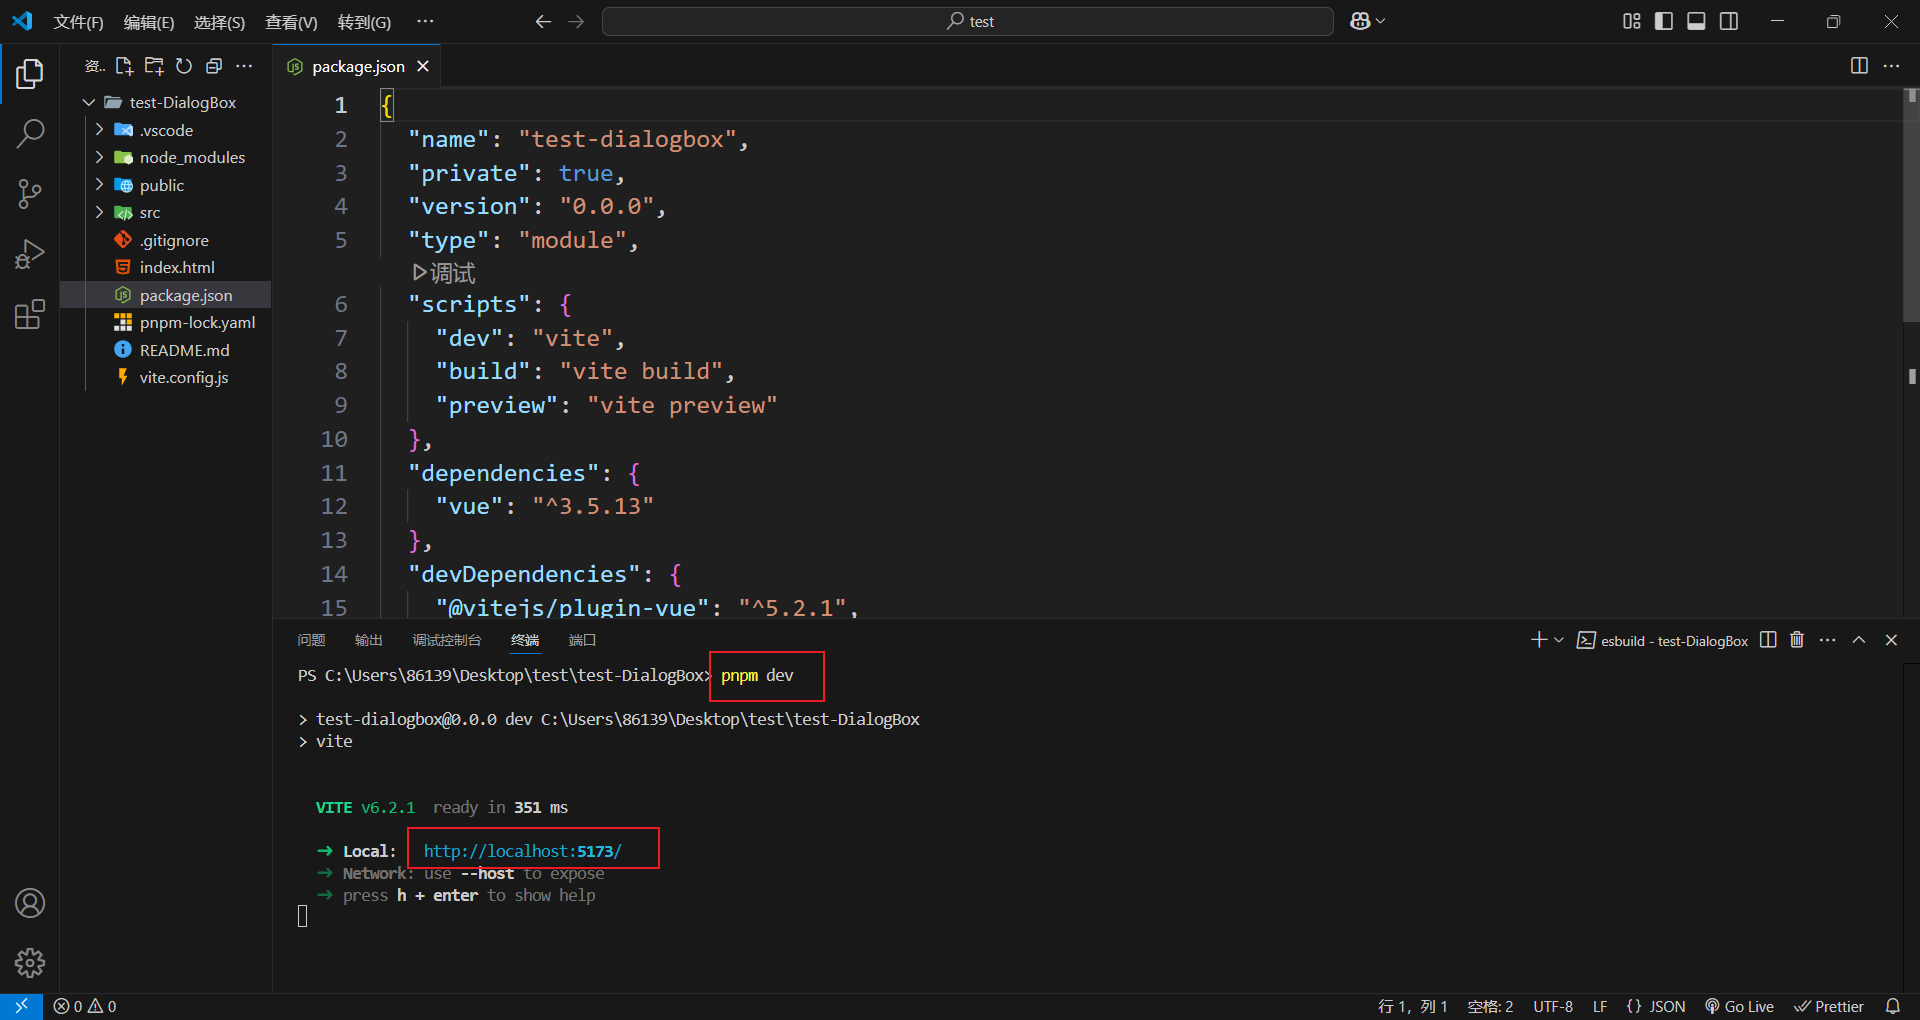 文件(F) 编辑(E) 选择(S) 查看(V) 转到(G) ···
test
资.. ···
test-DialogBox
.vscode
node_modules
public
src
.gitignore
index.html
package.json
pnpm-lock.yaml
README.md
vite.config.js
package.json
1 {
2 "name": "test-dialogbox",
3 "private": true,
4 "version": "0.0.0",
5 "type": "module",
调试
6 "scripts": {
7 "dev": "vite",
8 "build": "vite build",
9 "preview": "vite preview"
10 },
11 "dependencies": {
12 "vue": "^3.5.13"
13 },
14 "devDependencies": {
15 "@vitejs/plugin-vue": "^5.2.1",
问题 输出 调试控制台 终端 端口
esbuild - test-DialogBox
PS C:\Users\86139\Desktop\test\test-DialogBox> pnpm dev
> test-dialogbox@0.0.0 dev C:\Users\86139\Desktop\test\test-DialogBox
> vite
VITE v6.2.1 ready in 351 ms
➜ Local: http://localhost:5173/
➜ Network: use --host to expose
➜ press h + enter to show help
0 0
行 1，列 1 空格: 2 UTF-8 LF {} JSON Go Live Prettier